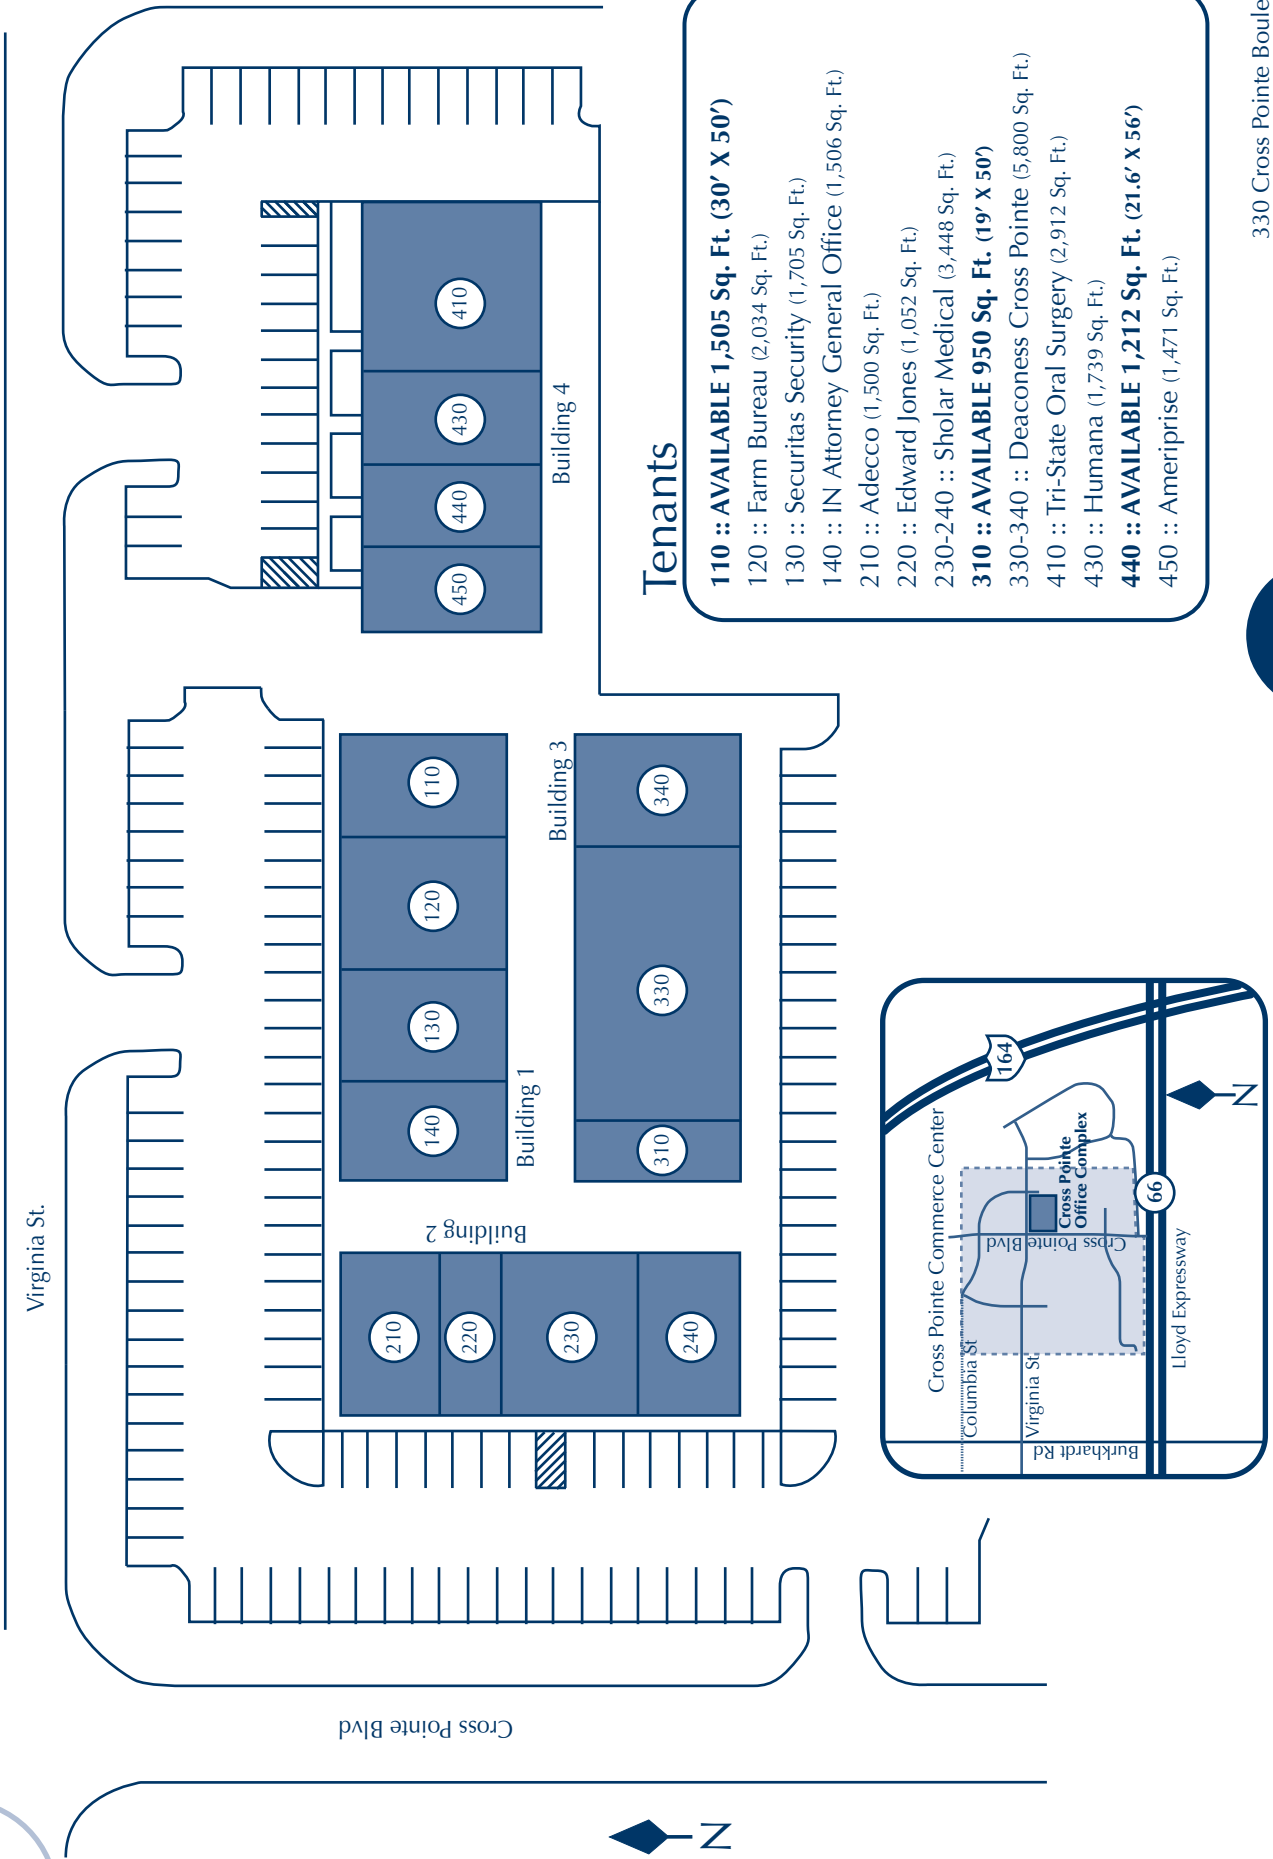 Virginia St.
410
430
440
450
Building 4
110
120
130
140
Building 1
Building 3
340
330
310
Building 2
210
220
230
240
Cross Pointe Blvd
N
Tenants
110 :: AVAILABLE 1,505 Sq. Ft. (30′ X 50′)
120 :: Farm Bureau (2,034 Sq. Ft.)
130 :: Securitas Security (1,705 Sq. Ft.)
140 :: IN Attorney General Office (1,506 Sq. Ft.)
210 :: Adecco (1,500 Sq. Ft.)
220 :: Edward Jones (1,052 Sq. Ft.)
230-240 :: Sholar Medical (3,448 Sq. Ft.)
310 :: AVAILABLE 950 Sq. Ft. (19′ X 50′)
330-340 :: Deaconess Cross Pointe (5,800 Sq. Ft.)
410 :: Tri-State Oral Surgery (2,912 Sq. Ft.)
430 :: Humana (1,739 Sq. Ft.)
440 :: AVAILABLE 1,212 Sq. Ft. (21.6′ X 56′)
450 :: Ameriprise (1,471 Sq. Ft.)
Cross Pointe Commerce Center
Columbia St
Virginia St
Burkhardt Rd
Cross Pointe Blvd
Cross Pointe
Office Complex
164
66
Lloyd Expressway
N
330 Cross Pointe Boule